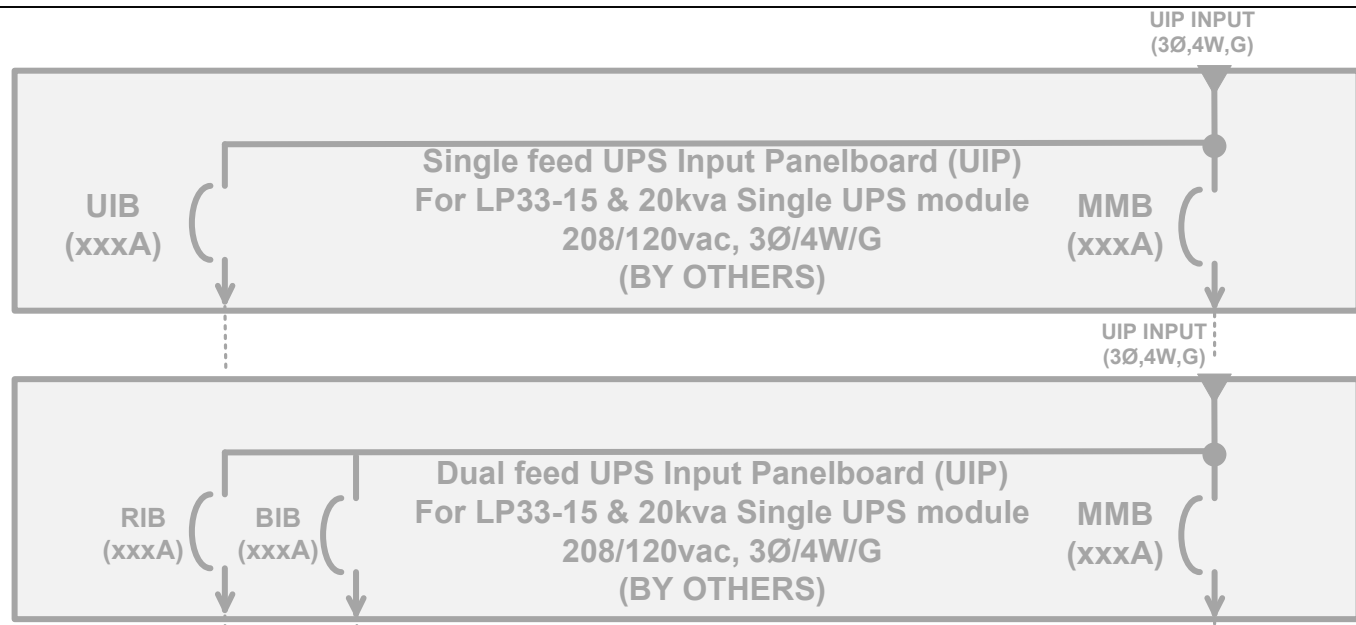 UIP INPUT
(3Ø,4W,G)
Single feed UPS Input Panelboard (UIP)
For LP33-15 & 20kva Single UPS module
208/120vac, 3Ø/4W/G
(BY OTHERS)
UIB
(xxxA)
MMB
(xxxA)
UIP INPUT
(3Ø,4W,G)
Dual feed UPS Input Panelboard (UIP)
For LP33-15 & 20kva Single UPS module
208/120vac, 3Ø/4W/G
(BY OTHERS)
RIB
(xxxA)
BIB
(xxxA)
MMB
(xxxA)